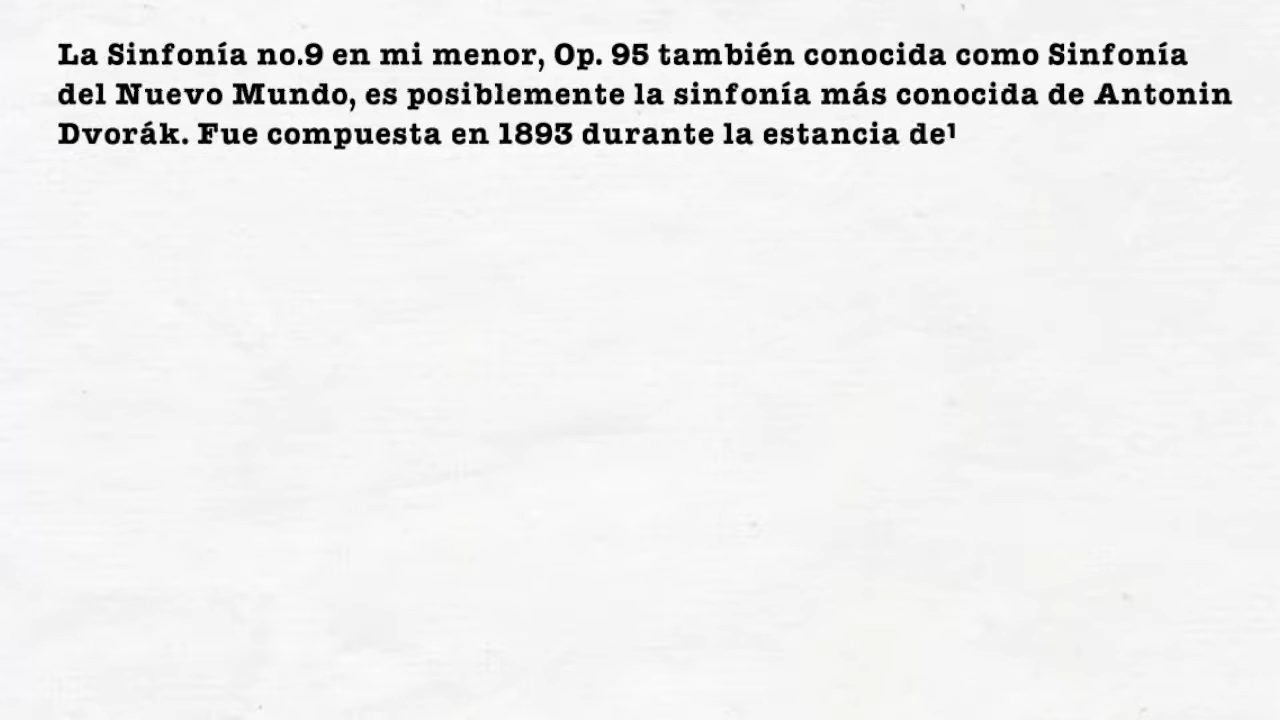 La Sinfonía no.9 en mi menor, Op. 95 también conocida como Sinfonía
del Nuevo Mundo, es posiblemente la sinfonía más conocida de Antonin
Dvorák. Fue compuesta en 1893 durante la estancia de